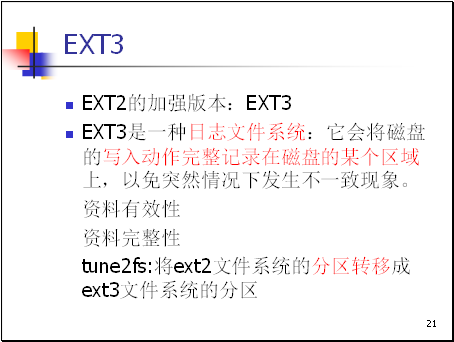 EXT3
EXT2的加强版本：EXT3
EXT3是一种日志文件系统：它会将磁盘
的写入动作完整记录在磁盘的某个区域
上，以免突然情况下发生不一致现象。
资料有效性
资料完整性
tune2fs:将ext2文件系统的分区转移成
ext3文件系统的分区
21